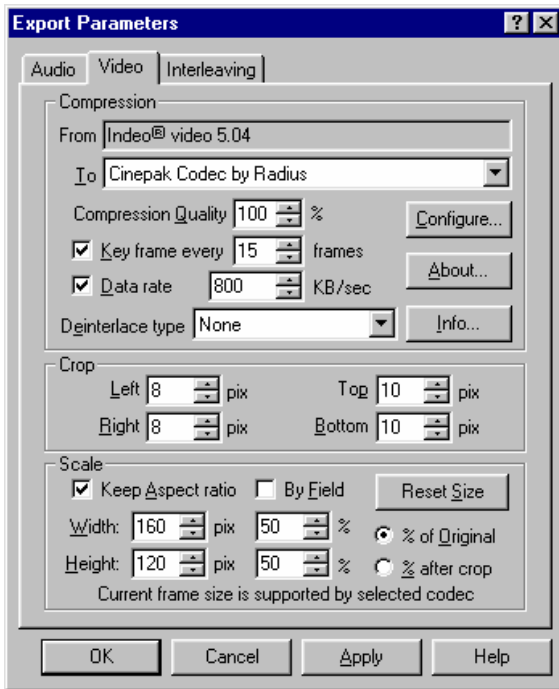 Export Parameters
Audio Video Interleaving
Compression
From Indeo® video 5.04
To Cinepak Codec by Radius
Compression Quality 100 % Configure...
Key frame every 15 frames
About...
Data rate 800 KB/sec
Deinterlace type None Info...
Crop
Left 8 pix Top 10 pix
Right 8 pix Bottom 10 pix
Scale
Keep Aspect ratio By Field Reset Size
Width: 160 pix 50 % % of Original
Height: 120 pix 50 % % after crop
Current frame size is supported by selected codec
OK Cancel Apply Help